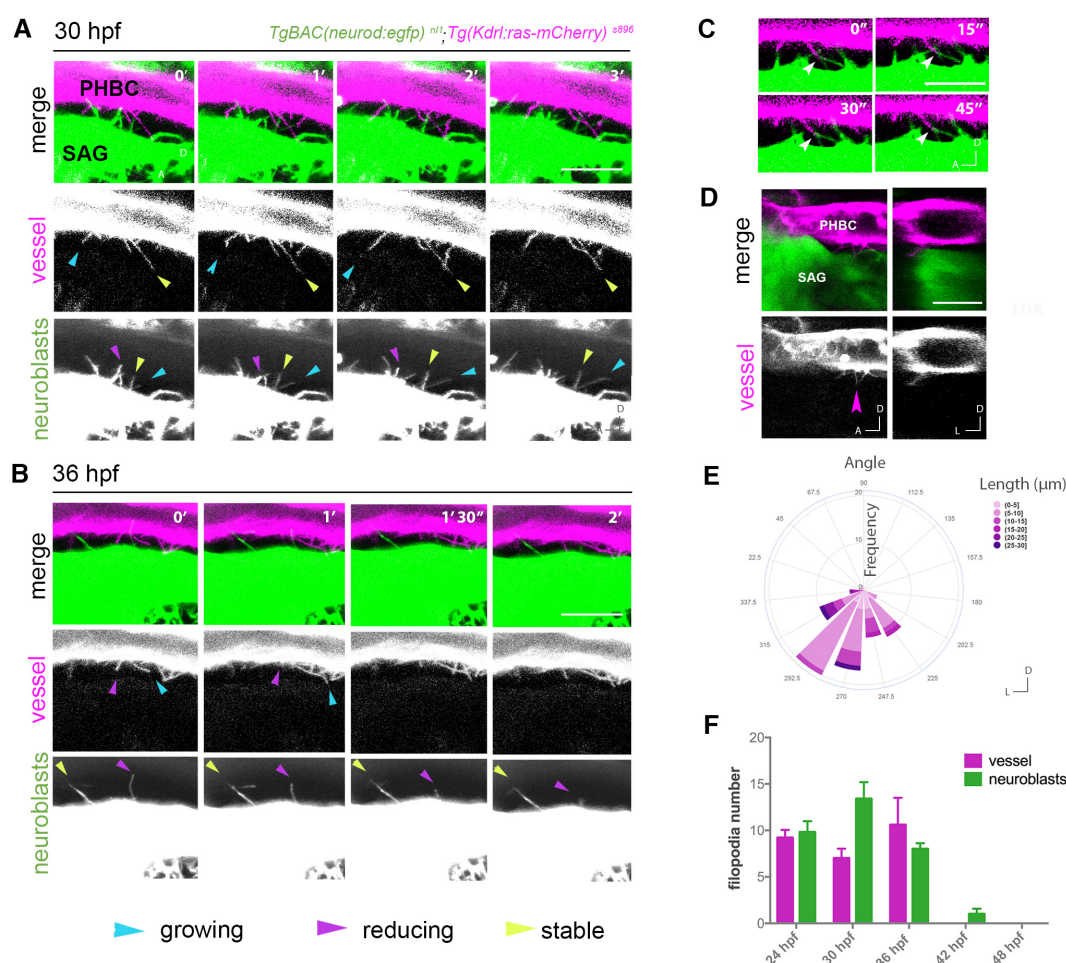 A
30 hpf
TgBAC(neurod:egfp) nl1;Tg(Kdrl:ras-mCherry) s896
merge
PHBC
SAG
0′
1′
2′
3′
D
A
vessel
neuroblasts
D
A
B
36 hpf
merge
0′
1′
1′ 30″
2′
vessel
neuroblasts
growing
reducing
stable
C
0″
15″
30″
45″
D
A
D
merge
PHBC
SAG
vessel
D
A
D
L
LDA
E
Angle
Frequency
90
20
10
0
67.5
45
22.5
337.5
315
292.5
270
247.5
225
202.5
180
157.5
135
112.5
Length (μm)
(0-5]
(5-10]
(10-15]
(15-20]
(20-25]
(25-30]
D
L
F
filopodia number
20
15
10
5
0
vessel
neuroblasts
24 hpf
30 hpf
36 hpf
42 hpf
48 hpf